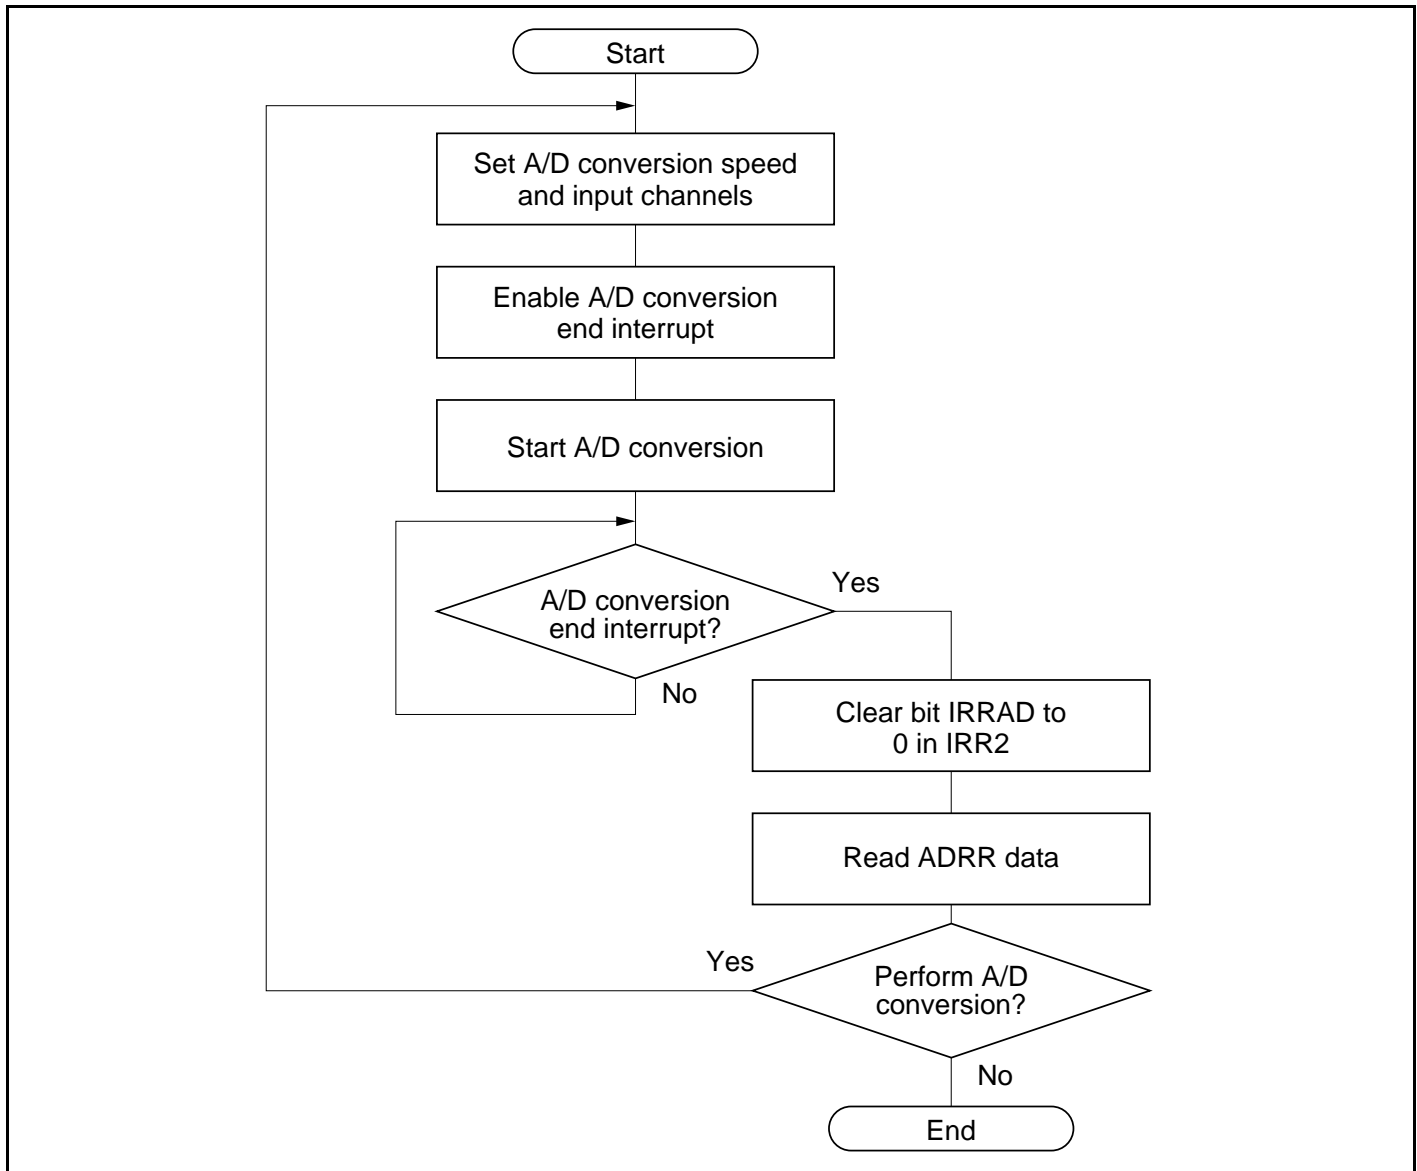 Start
Set A/D conversion speed
and input channels
Enable A/D conversion
end interrupt
Start A/D conversion
A/D conversion
end interrupt?
Yes
No
Clear bit IRRAD to
0 in IRR2
Read ADRR data
Yes
Perform A/D
conversion?
No
End